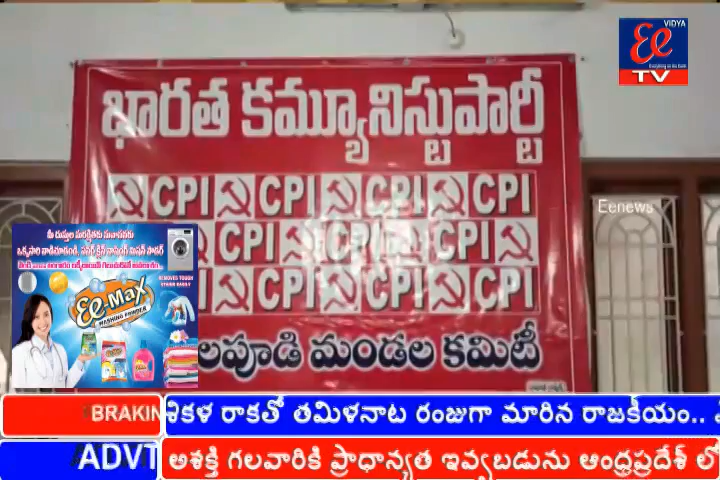 VIDYA
Ee
TV
భారత కమ్యూనిస్టుపార్టీ
CPI CPI CPI CPI
CPI CPI CPI
CPI CPI CPI
Eenews
REMOVES TOUGH
STAINS EASILY
Ee-Max
WASHING POWDER
లపూడి మండల కమిటీ
BRAKIN
శికళ రాకతో తమిళనాట రంజుగా మారిన రాజకీయం..
ADVT
అశక్తి గలవారికి ప్రాధాన్యత ఇవ్వబడును ఆంధ్రప్రదేశ్ లో